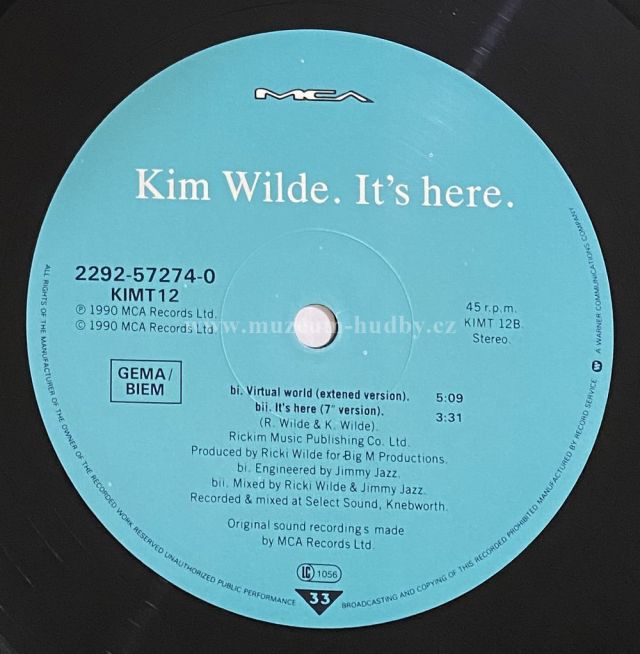 MCA
Kim Wilde. It's here.
2292-57274-0
KIMT12
℗ 1990 MCA Records Ltd.
© 1990 MCA Records Ltd.
www.muzeum-hudby.cz
45 r.p.m.
KIMT 12B.
Stereo.
GEMA/
BIEM
bi. Virtual world (extened version). 5:09
bii. It's here (7" version). 3:31
(R. Wilde & K. Wilde).
Rickim Music Publishing Co. Ltd.
Produced by Ricki Wilde for Big M Productions.
bi. Engineered by Jimmy Jazz.
bii. Mixed by Ricki Wilde & Jimmy Jazz.
Recorded & mixed at Select Sound, Knebworth.
Original sound recordings made
by MCA Records Ltd.
LC 1056
33
ALL RIGHTS OF THE MANUFACTURER OF THE OWNER OF THE RECORDED WORK RESERVED UNAUTHORIZED PUBLIC PERFORMANCE
BROADCASTING AND COPYING OF THIS RECORDED PROHIBITED MANUFACTURED BY RECORD SERVICE W A WARNER COMMUNICATIONS COMPANY